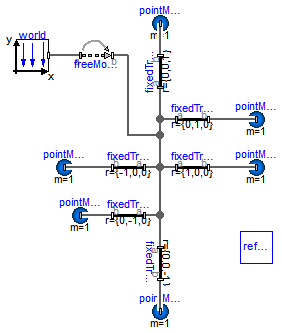 pointM...
m=1
world
y
x
freeMo...
fixedTr...
r={0,0,1}
fixedTr...
r={0,1,0}
pointM...
m=1
pointM...
m=1
fixedTr...
r={-1,0,0}
fixedTr...
r={1,0,0}
pointM...
m=1
pointM...
m=1
fixedTr...
r={0,-1,0}
fixedTr...
r={0,0,-1}
ref...
pointM...
m=1